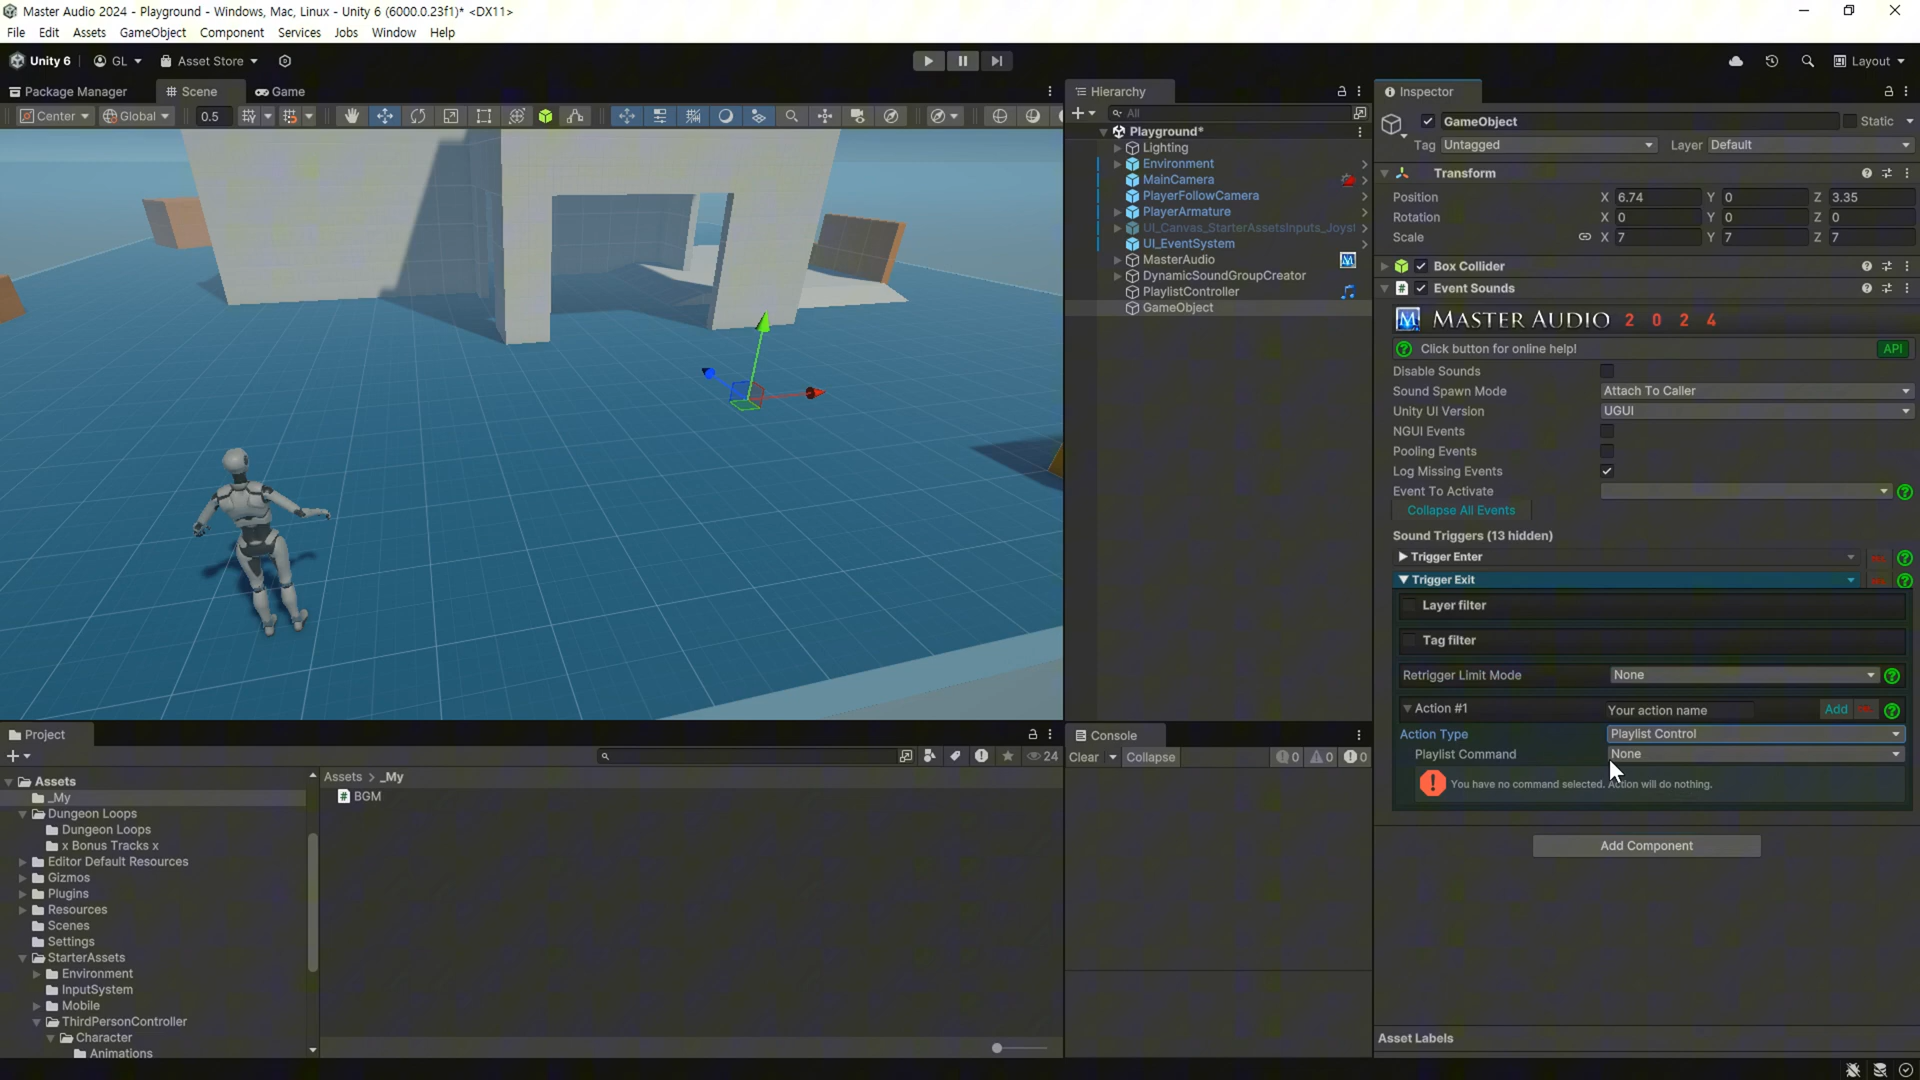 Master Audio 2024 - Playground - Windows, Mac, Linux - Unity 6 (6000.0.23f1)* <DX11>
File Edit Assets GameObject Component Services Jobs Window Help
Unity 6 GL Asset Store Layout
Package Manager Scene Game
Center Global 0.5
Hierarchy
All
Playground*
Lighting
Environment
MainCamera
PlayerFollowCamera
PlayerArmature
UI_Canvas_StarterAssetsInputs_Joyst
UI_EventSystem
MasterAudio
DynamicSoundGroupCreator
PlaylistController
GameObject
Inspector
GameObject Static
Tag Untagged Layer Default
Transform
Position X 6.74 Y 0 Z 3.35
Rotation X 0 Y 0 Z 0
Scale X 7 Y 7 Z 7
Box Collider
Event Sounds
MASTER AUDIO 2 0 2 4
Click button for online help! API
Disable Sounds
Sound Spawn Mode Attach To Caller
Unity UI Version UGUI
NGUI Events
Pooling Events
Log Missing Events
Event To Activate
Collapse All Events
Sound Triggers (13 hidden)
Trigger Enter
Trigger Exit
Layer filter
Tag filter
Retrigger Limit Mode None
Action #1 Your action name Add
Action Type Playlist Control
Playlist Command None
You have no command selected. Action will do nothing.
Add Component
Asset Labels
Project
24
Assets
_My
Dungeon Loops
Dungeon Loops
x Bonus Tracks x
Editor Default Resources
Gizmos
Plugins
Resources
Scenes
Settings
StarterAssets
Environment
InputSystem
Mobile
ThirdPersonController
Character
Animations
Assets > _My
BGM
Console
Clear Collapse 0 0 0